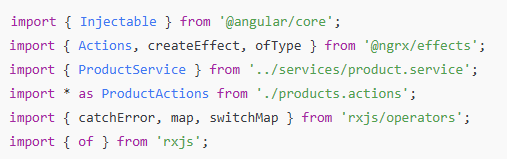 import { Injectable } from '@angular/core';
import { Actions, createEffect, ofType } from '@ngrx/effects';
import { ProductService } from '../services/product.service';
import * as ProductActions from './products.actions';
import { catchError, map, switchMap } from 'rxjs/operators';
import { of } from 'rxjs';